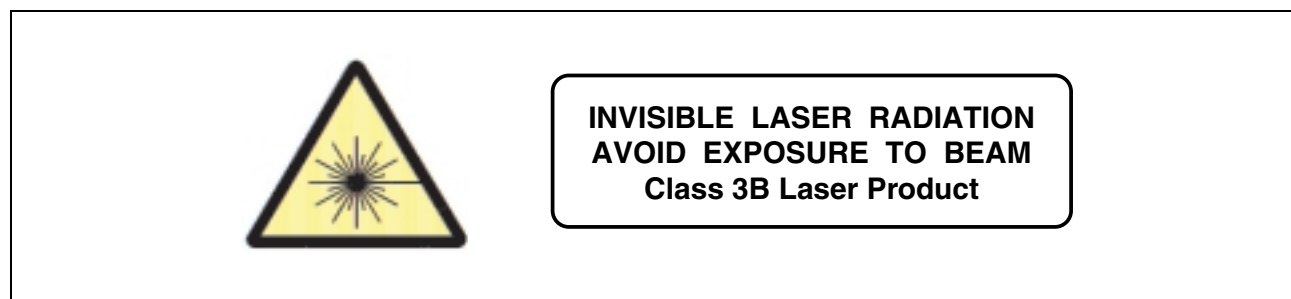 INVISIBLE LASER RADIATION
AVOID EXPOSURE TO BEAM
Class 3B Laser Product